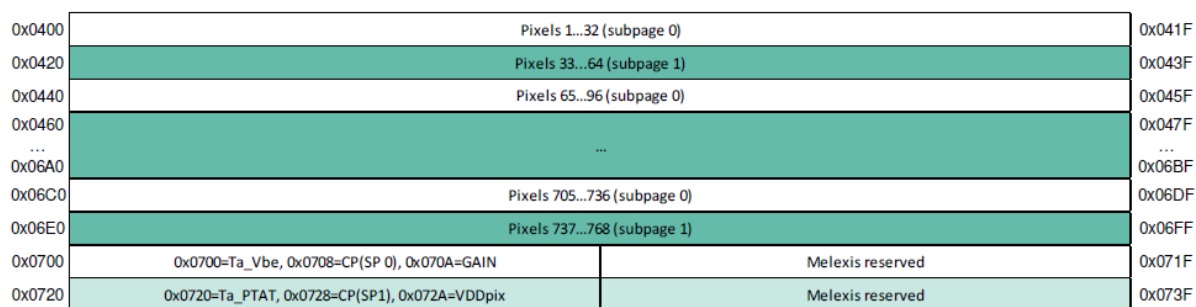 0x0400 Pixels 1...32 (subpage 0) 0x041F
0x0420 Pixels 33...64 (subpage 1) 0x043F
0x0440 Pixels 65...96 (subpage 0) 0x045F
0x0460 0x047F
... ... ...
0x06A0 0x06BF
0x06C0 Pixels 705...736 (subpage 0) 0x06DF
0x06E0 Pixels 737...768 (subpage 1) 0x06FF
0x0700 0x0700=Ta_Vbe, 0x0708=CP(SP 0), 0x070A=GAIN Melexis reserved 0x071F
0x0720 0x0720=Ta_PTAT, 0x0728=CP(SP1), 0x072A=VDDpix Melexis reserved 0x073F